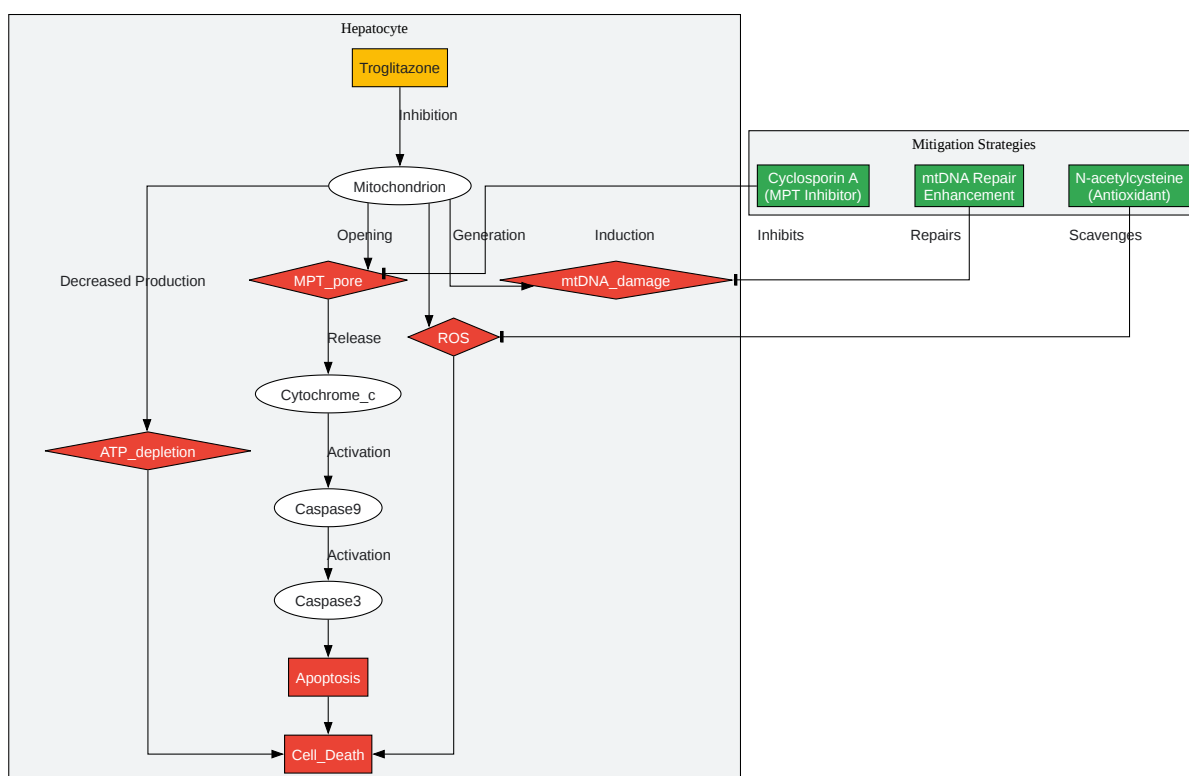 Hepatocyte
Troglitazone
Inhibition
Mitigation Strategies
Cyclosporin A
(MPT Inhibitor)
mtDNA Repair
Enhancement
N-acetylcysteine
(Antioxidant)
Mitochondrion
Opening
Generation
Induction
Inhibits
Repairs
Scavenges
Decreased Production
MPT_pore
mtDNA_damage
Release
ROS
Cytochrome_c
ATP_depletion
Activation
Caspase9
Activation
Caspase3
Apoptosis
Cell_Death